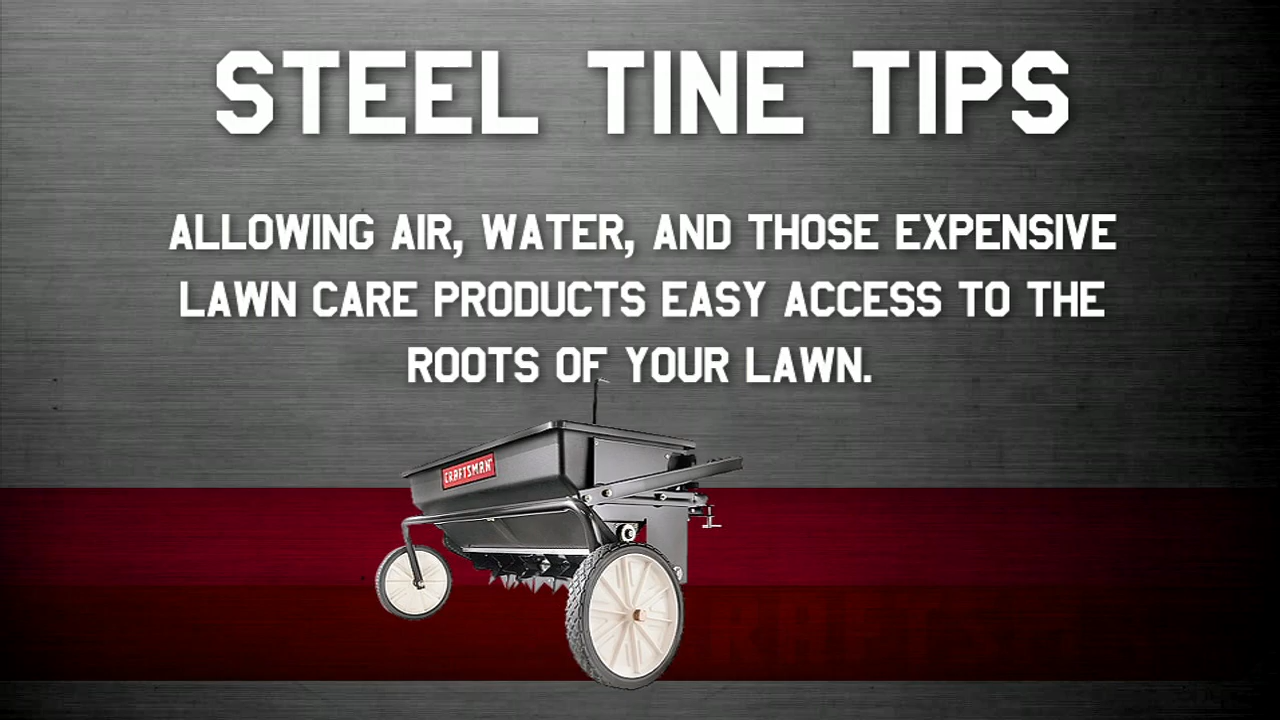 STEEL TINE TIPS
ALLOWING AIR, WATER, AND THOSE EXPENSIVE
LAWN CARE PRODUCTS EASY ACCESS TO THE
ROOTS OF YOUR LAWN.
CRAFTSMAN
CRAFTSMAN